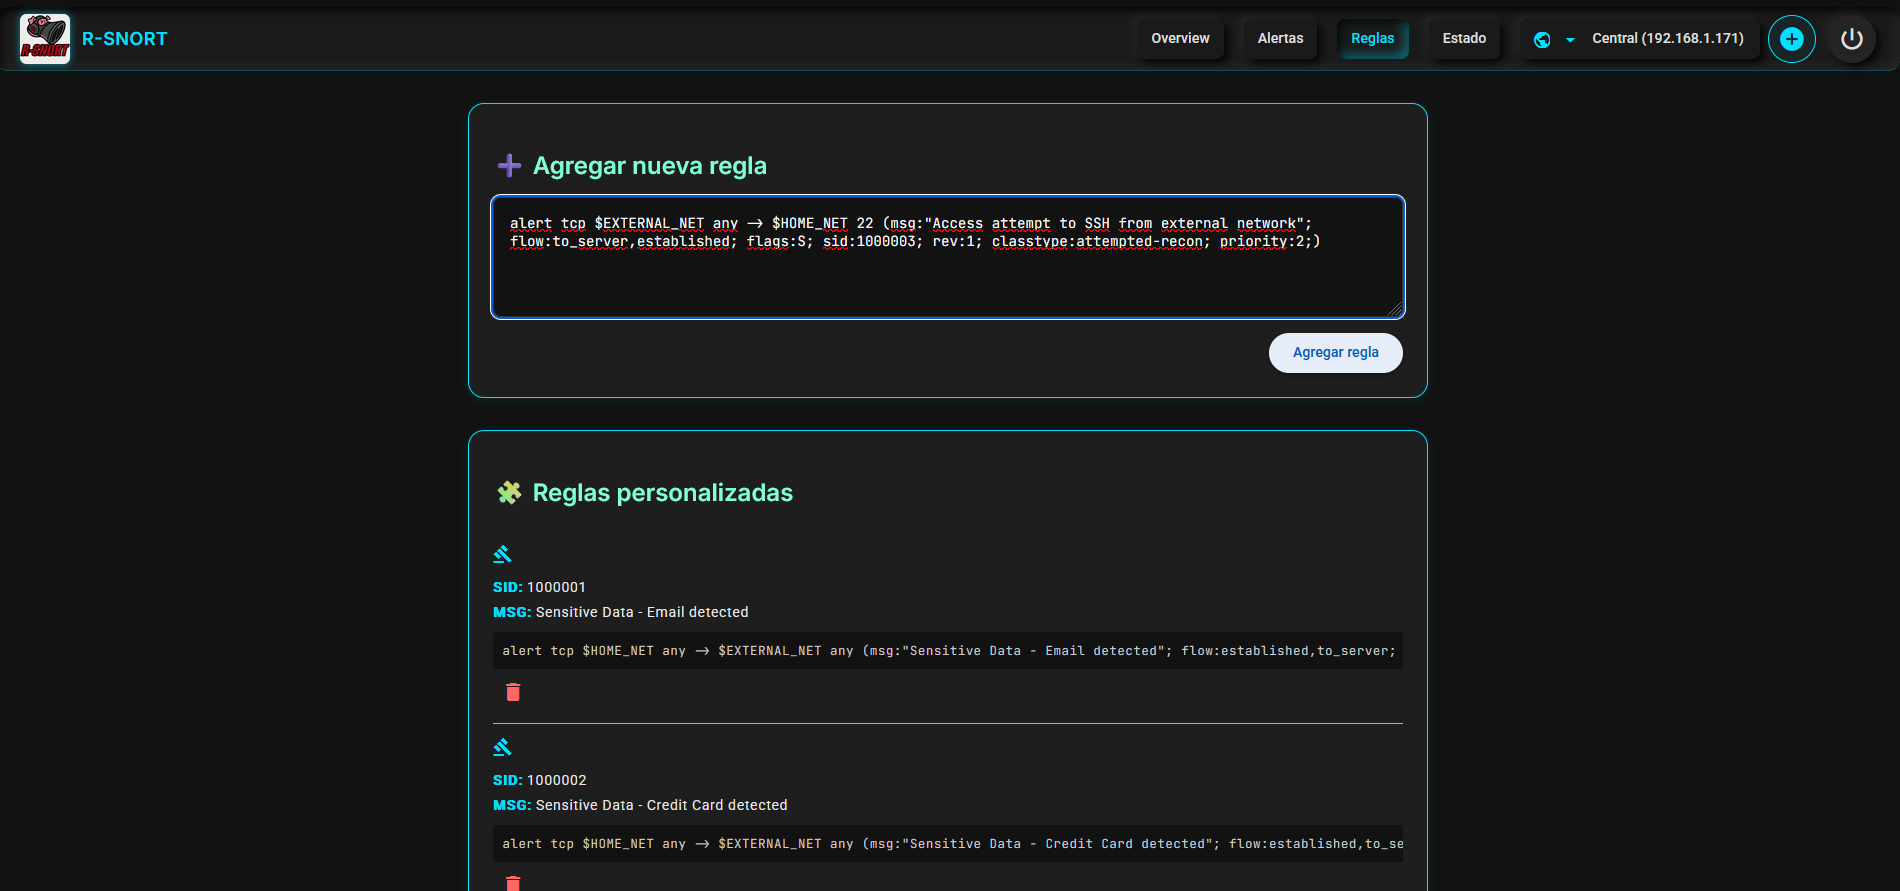 R-SNORT
R-SNORT
Overview
Alertas
Reglas
Estado
Central (192.168.1.171)
Agregar nueva regla
alert tcp $EXTERNAL_NET any -> $HOME_NET 22 (msg:"Access attempt to SSH from external network";
flow:to_server,established; flags:S; sid:1000003; rev:1; classtype:attempted-recon; priority:2;)
Agregar regla
Reglas personalizadas
SID: 1000001
MSG: Sensitive Data - Email detected
alert tcp $HOME_NET any -> $EXTERNAL_NET any (msg:"Sensitive Data - Email detected"; flow:established,to_server;
SID: 1000002
MSG: Sensitive Data - Credit Card detected
alert tcp $HOME_NET any -> $EXTERNAL_NET any (msg:"Sensitive Data - Credit Card detected"; flow:established,to_se